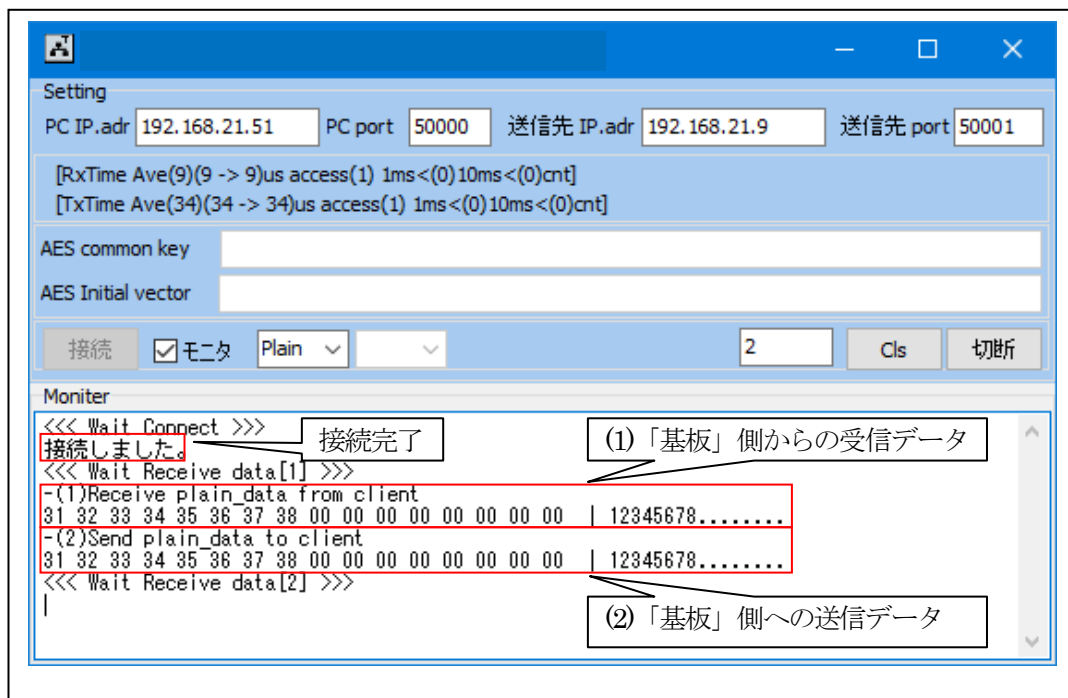 Setting
PC IP.adr 192.168.21.51 PC port 50000 送信先 IP.adr 192.168.21.9 送信先 port 50001
[RxTime Ave(9)(9 -> 9)us access(1) 1ms<(0)10ms<(0)cnt]
[TxTime Ave(34)(34 -> 34)us access(1) 1ms<(0)10ms<(0)cnt]
AES common key
AES Initial vector
接続 モニタ Plain 2 Cls 切断
Moniter
<<< Wait Connect >>>
接続しました。 接続完了 (1)「基板」側からの受信データ
<<< Wait Receive data[1] >>>
-(1)Receive plain_data from client
31 32 33 34 35 36 37 38 00 00 00 00 00 00 00 00 | 12345678........
-(2)Send plain_data to client
31 32 33 34 35 36 37 38 00 00 00 00 00 00 00 00 | 12345678........
<<< Wait Receive data[2] >>>
(2)「基板」側への送信データ